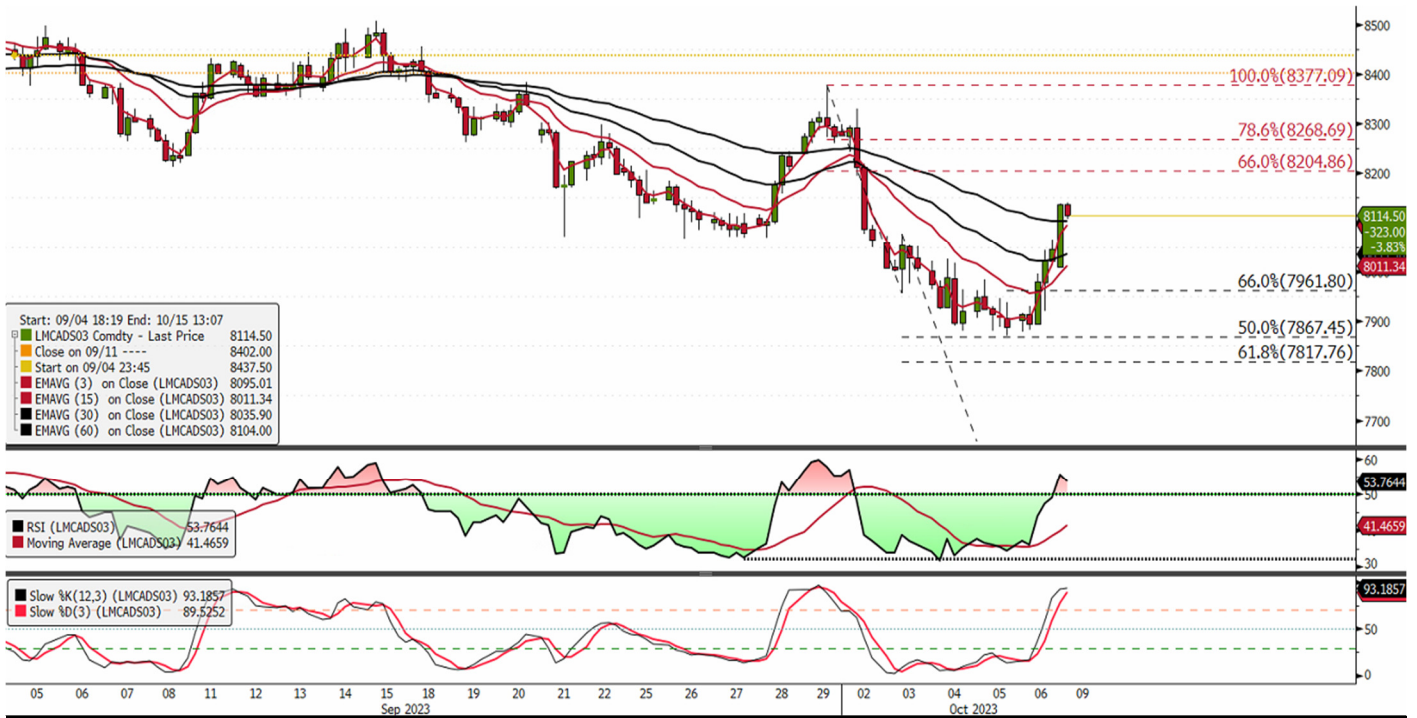 8500
100.0%(8377.09)
8400
78.6%(8268.69)
8300
66.0%(8204.86)
8200
8114.50
-323.00
-3.83%
8011.34
66.0%(7961.80)
50.0%(7867.45)
7900
61.8%(7817.76)
7800
7700
Start: 09/04 18:19 End: 10/15 13:07
LMCADS03 Comdty - Last Price 8114.50
Close on 09/11 ---- 8402.00
Start on 09/04 23:45 8437.50
EMAVG (3) on Close (LMCADS03) 8095.01
EMAVG (15) on Close (LMCADS03) 8011.34
EMAVG (30) on Close (LMCADS03) 8035.90
EMAVG (60) on Close (LMCADS03) 8104.00
60
53.7644
50
41.4659
30
RSI (LMCADS03) 53.7644
Moving Average (LMCADS03) 41.4659
93.1857
50
0
Slow %K(12,3) (LMCADS03) 93.1857
Slow %D(3) (LMCADS03) 89.5252
05 06 07 08 11 12 13 14 15 18 19 20 21 22 25 26 27 28 29 02 03 04 05 06 09
Sep 2023 Oct 2023